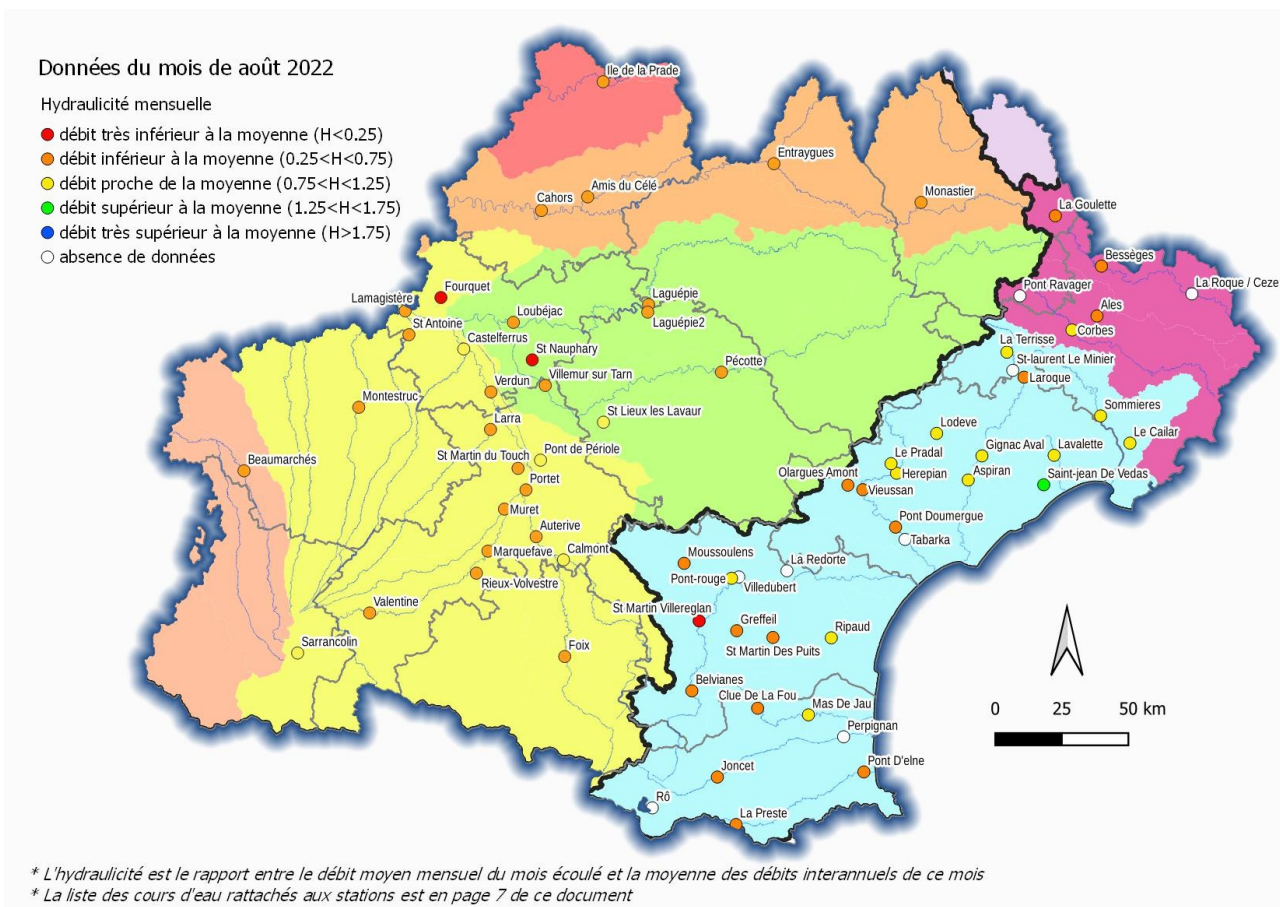 Données du mois de août 2022
Hydraulicité mensuelle
débit très inférieur à la moyenne (H<0.25)
débit inférieur à la moyenne (0.25<H<0.75)
débit proche de la moyenne (0.75<H<1.25)
débit supérieur à la moyenne (1.25<H<1.75)
débit très supérieur à la moyenne (H>1.75)
absence de données
Ile de la Prade
Entraygues
Amis du Célé
Cahors
Monastier
La Goulette
Bessèges
La Roque / Ceze
Pont Ravager
Fourquet
Lamagistère
Laguépie
Laguépie2
Ales
Corbes
Loubéjac
St Antoine
Castelferrus
La Terrisse
St-laurent Le Minier
Laroque
St Nauphary
Pécotte
Villemur sur Tarn
Verdun
Montestruc
St Lieux les Lavaur
Sommieres
Larra
Lodeve
Le Cailar
Gignac Aval
Lavalette
Le Pradal
Herepian
Aspiran
Saint-jean De Vedas
St Martin du Touch
Pont de Périole
Beaumarchés
Olargues Amont
Vieussan
Portet
Muret
Pont Doumergue
Tabarka
Auterive
Marquefave
Calmont
Moussoulens
La Redorte
Pont-rouge
Villedubert
Rieux-Volvestre
Valentine
St Martin Villereglan
Greffeil
Ripaud
St Martin Des Puits
Sarrancolin
Foix
Belvianes
Clue De La Fou
Mas De Jau
Perpignan
Joncet
Pont D'elne
Rô
La Preste
0 25 50 km
* L'hydraulicité est le rapport entre le débit moyen mensuel du mois écoulé et la moyenne des débits interannuels de ce mois
* La liste des cours d'eau rattachés aux stations est en page 7 de ce document